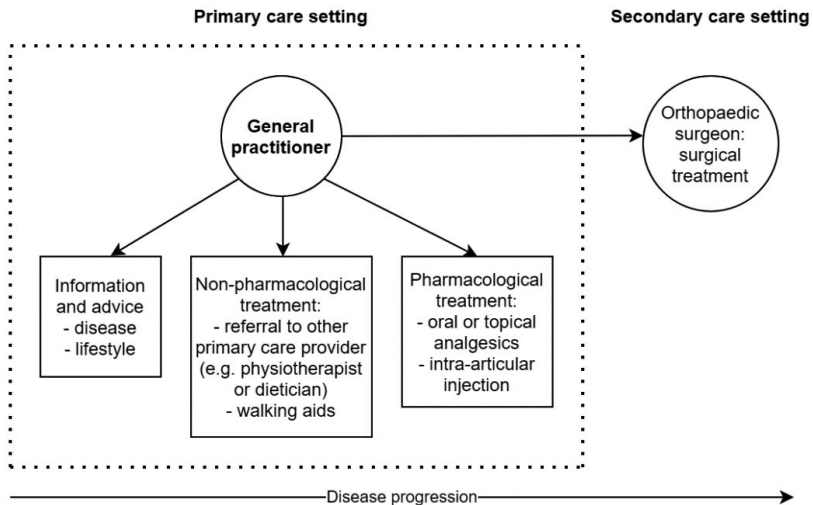 Primary care setting
Secondary care setting
General
practitioner
Orthopaedic
surgeon:
surgical
treatment
Information
and advice
- disease
- lifestyle
Non-pharmacological
treatment:
- referral to other
primary care provider
(e.g. physiotherapist
or dietician)
- walking aids
Pharmacological
treatment:
- oral or topical
analgesics
- intra-articular
injection
Disease progression